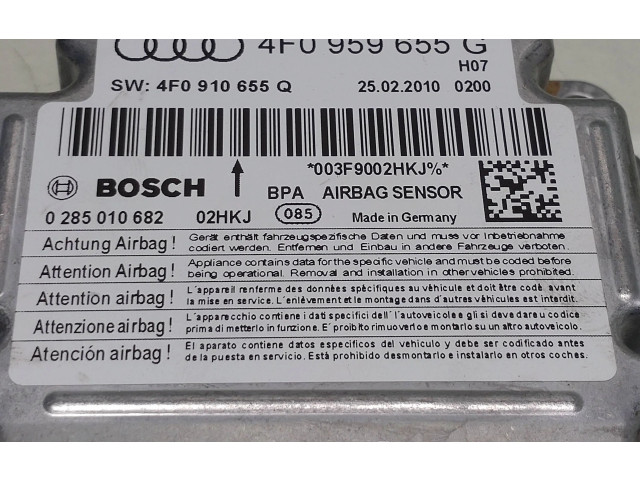 4F0 959 655 G
H07
SW: 4F0 910 655 Q 25.02.2010 0200
*003F9002HKJ%*
BOSCH BPA AIRBAG SENSOR
0 285 010 682 02HKJ 085 Made in Germany
Achtung Airbag! Gerät enthält fahrzeugspezifische Daten und muss vor Inbetriebnahme
codiert werden. Entfernen und Einbau in andere Fahrzeuge verboten.
Attention Airbag! Appliance contains data for the specific vehicle and must be coded before
being operational. Removal and installation in other vehicles prohibited.
Attention airbag! L'appareil renferme des données spécifiques au véhicule et doit être codé, avant
la mise en service. L'enlèvement et le montage dans d'autres véhicules est interdit.
Attenzione airbag! L'apparecchio contiene i dati specifici dell'autoveicolo e gli si deve dare u codice
prima di metterlo in funzione. E'proibito rimuoverlo e montarlo su un altro autoveicolo.
Atención airbag! El aparato contiene datos especificos del vehículo y debe ser codificado antes
de la puesta en servicio. Está prohibido desmontarlo e instalarlo en otros coches.